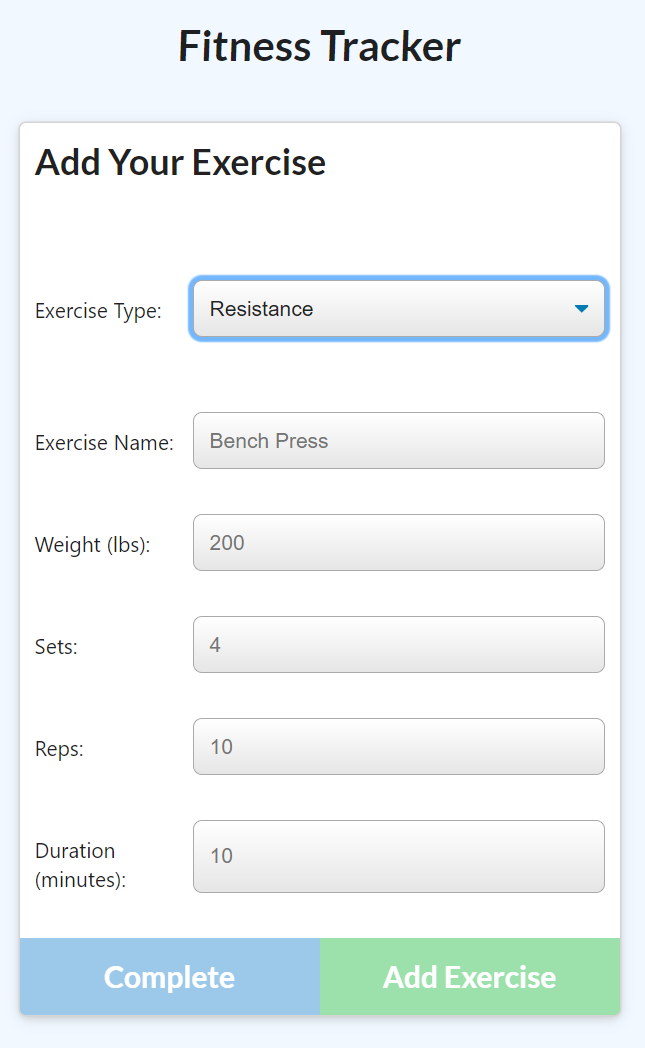 Fitness Tracker
Add Your Exercise
Exercise Type: Resistance
Exercise Name: Bench Press
Weight (lbs): 200
Sets: 4
Reps: 10
Duration
(minutes): 10
Complete Add Exercise